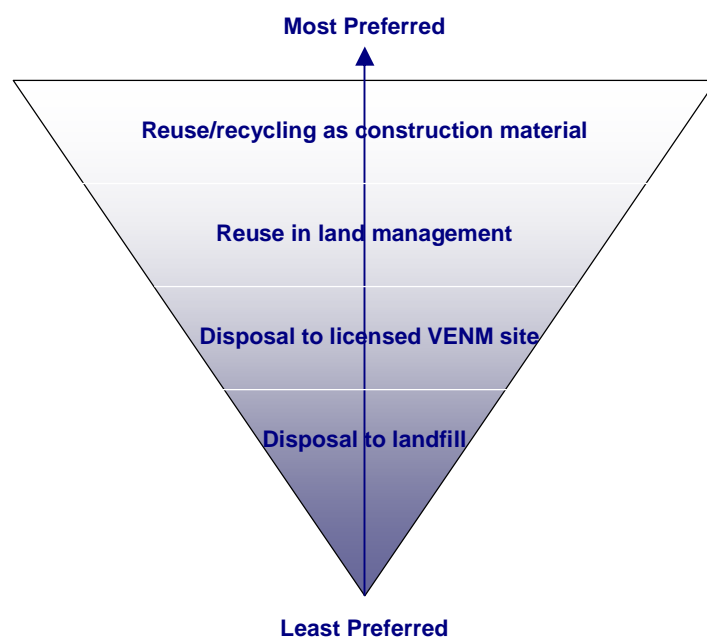 Most Preferred
Reuse/recycling as construction material
Reuse in land management
Disposal to licensed VENM site
Disposal to landfill
Least Preferred